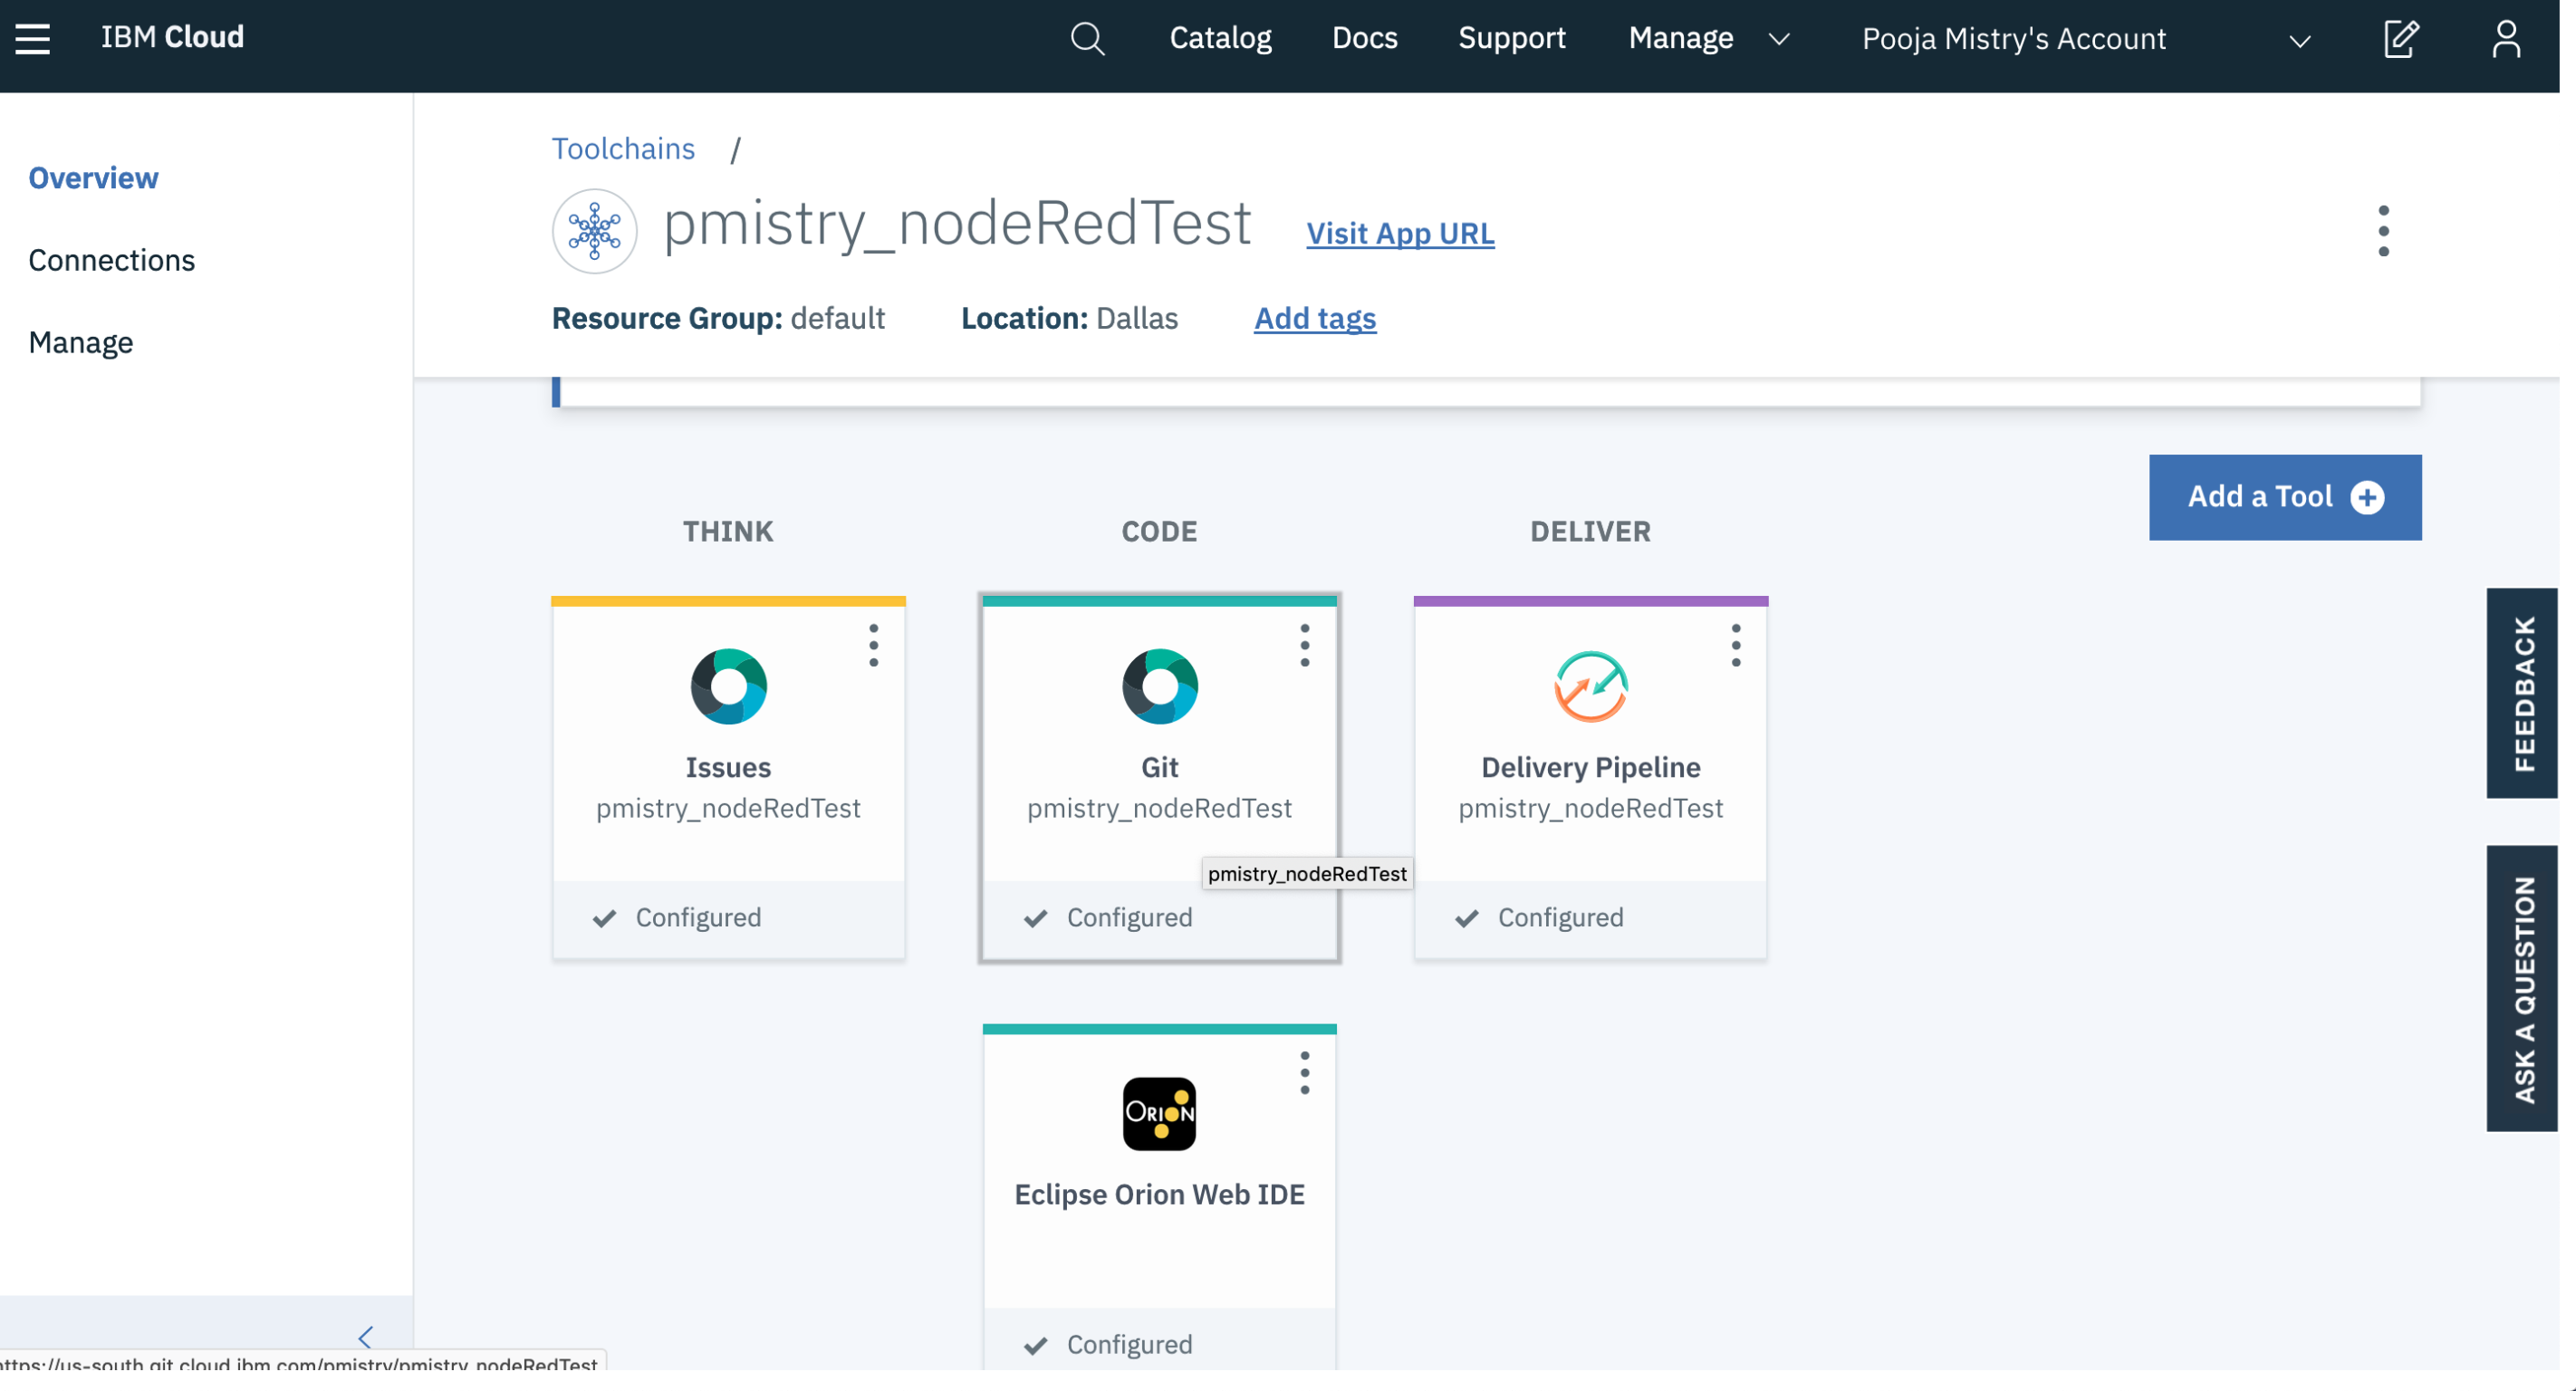 IBM Cloud
Catalog
Docs
Support
Manage
Pooja Mistry's Account
Overview
Connections
Manage
Toolchains /
pmistry_nodeRedTest
Visit App URL
Resource Group: default
Location: Dallas
Add tags
Add a Tool
THINK
CODE
DELIVER
Issues
pmistry_nodeRedTest
Configured
Git
pmistry_nodeRedTest
pmistry_nodeRedTest
Configured
Delivery Pipeline
pmistry_nodeRedTest
Configured
ORION
Eclipse Orion Web IDE
Configured
FEEDBACK
ASK A QUESTION
https://us-south.git.cloud.ibm.com/pmistry/pmistry_nodeRedTest